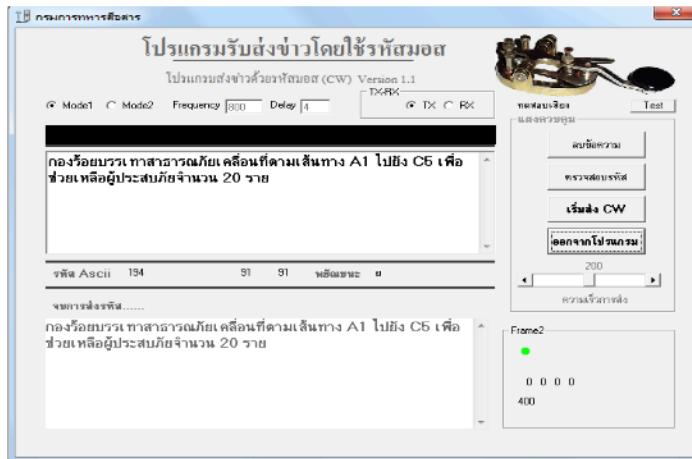 กรมการทหารสื่อสาร
โปรแกรมรับส่งข่าวโดยใช้รหัสมอส
โปรแกรมส่งข่าวด้วยรหัสมอส (CW) Version 1.1
Mode1 Mode2 Frequency 800 Delay 4
TX-RX
TX RX
ทดสอบเสียง Test
แผงควบคุม
กองร้อยบรรเทาสาธารณภัยเคลื่อนที่ตามเส้นทาง A1 ไปยัง C5 เพื่อ
ช่วยเหลือผู้ประสบภัยจำนวน 20 ราย
ลบข้อความ
ตรวจสอบรหัส
เริ่มส่ง CW
ออกจากโปรแกรม
200
ความเร็วการส่ง
รหัส Ascii 194 91 91 พยัญชนะ ย
จบการส่งรหัส......
กองร้อยบรรเทาสาธารณภัยเคลื่อนที่ตามเส้นทาง A1 ไปยัง C5 เพื่อ
ช่วยเหลือผู้ประสบภัยจำนวน 20 ราย
Frame2
0 0 0 0
400